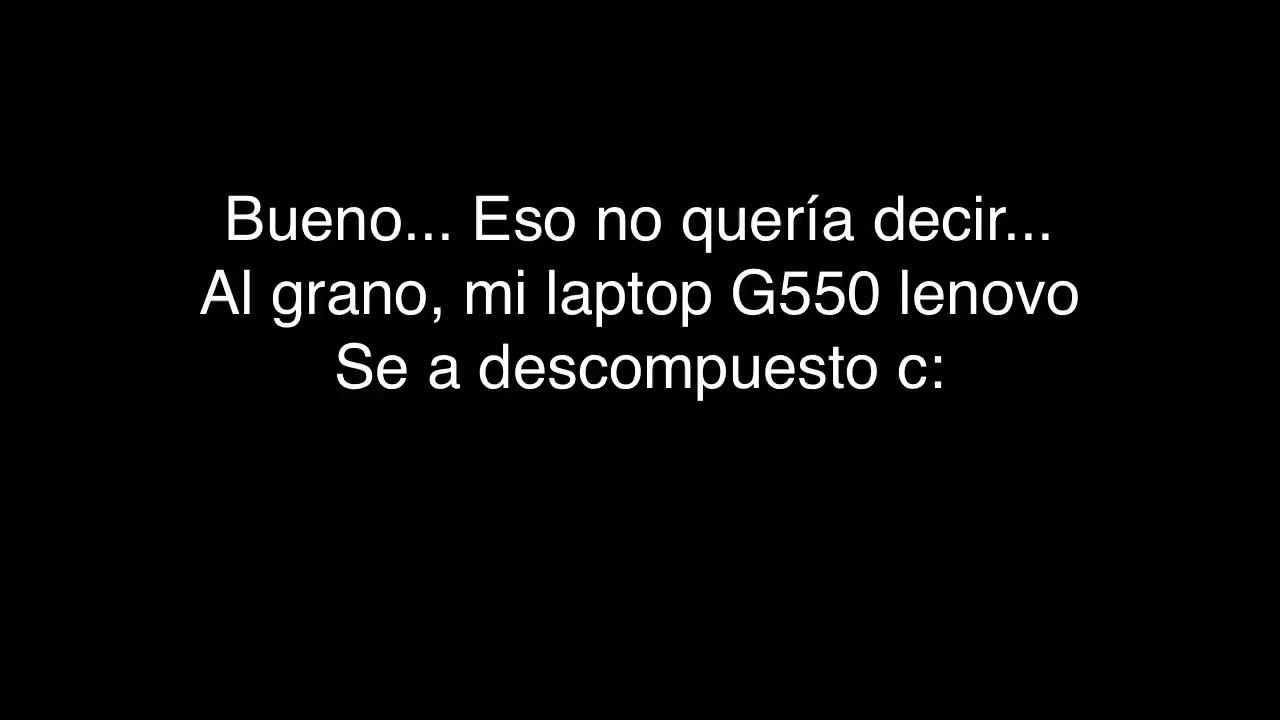 Bueno... Eso no quería decir...
Al grano, mi laptop G550 lenovo
Se a descompuesto c: